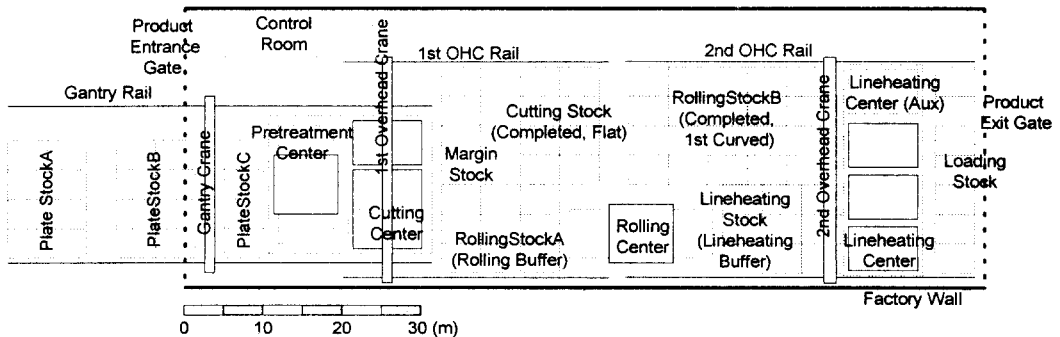 Product
Entrance
Gate
Control
Room
1st OHC Rail
2nd OHC Rail
Gantry Rail
Plate StockA
PlateStockB
Gantry Crane
PlateStockC
Pretreatment
Center
1st Overhead Crane
Cutting
Center
Margin
Stock
Cutting Stock
(Completed, Flat)
RollingStockA
(Rolling Buffer)
Rolling
Center
RollingStockB
(Completed,
1st Curved)
Lineheating
Stock
(Lineheating
Buffer)
2nd Overhead Crane
Lineheating
Center (Aux)
Lineheating
Center
Loading
Stock
Product
Exit Gate
Factory Wall
0 10 20 30 (m)